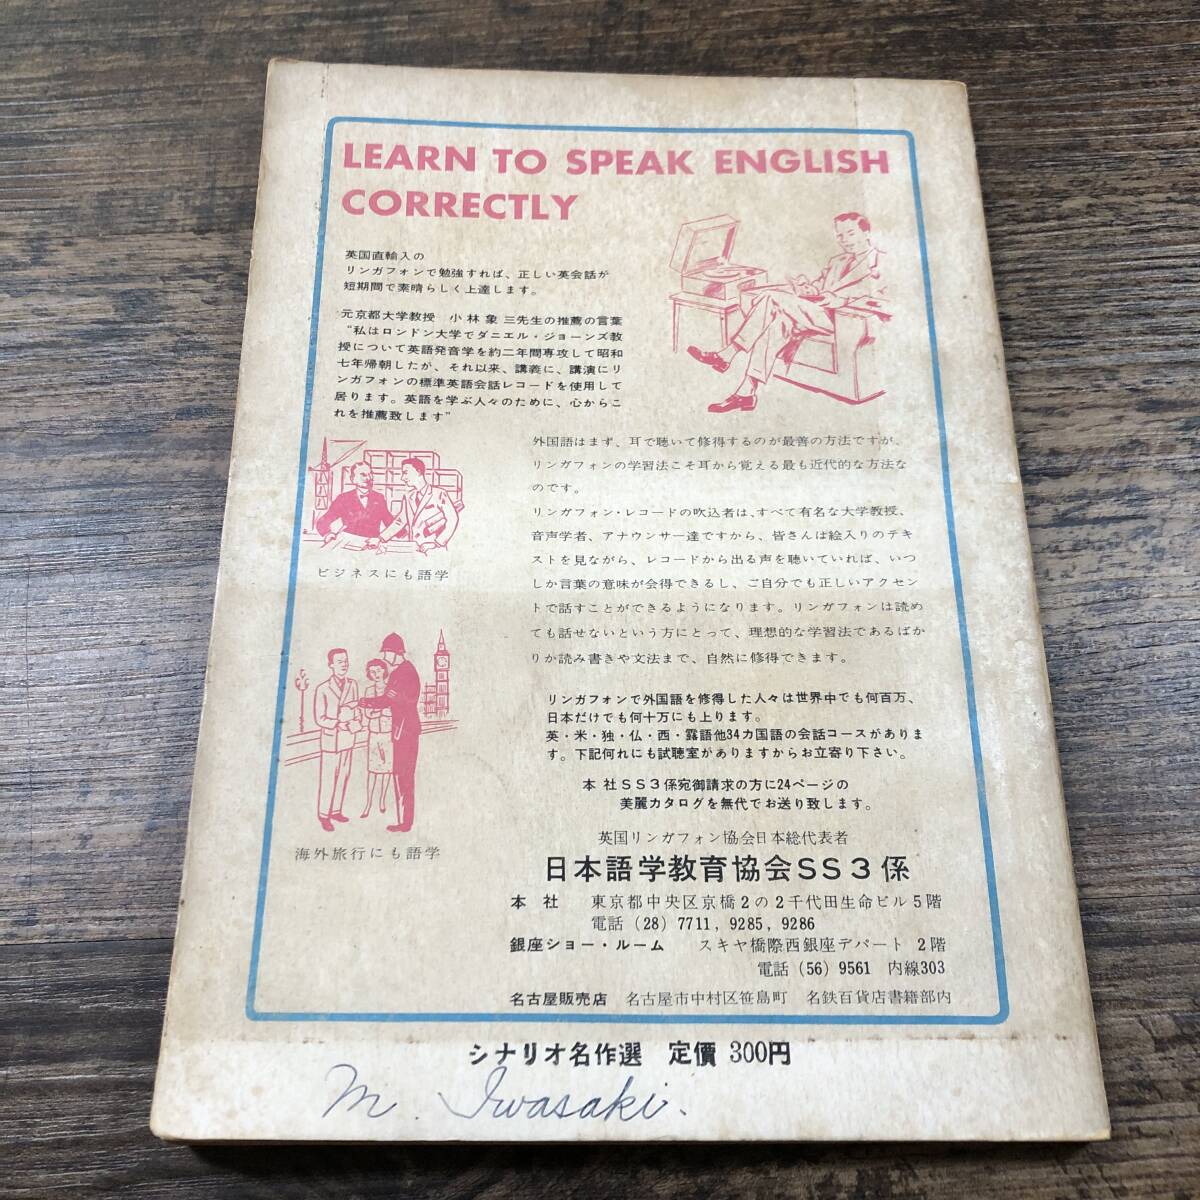 LEARN TO SPEAK ENGLISH
CORRECTLY
英国直輸入の
リンガフォンで勉強すれば、正しい英会話が
短期間で素晴らしく上達します。
元京都大学教授　小林象三先生の推薦の言葉
“私はロンドン大学でダニエル・ジョーンズ教
授について英語発音学を約二年間専攻して昭和
七年帰朝したが、それ以来、講義に、講演にリ
ンガフォンの標準英語会話レコードを使用して
居ります。英語を学ぶ人々のために、心からこ
れを推薦致します”
外国語はまず、耳で聴いて修得するのが最善の方法ですが、
リンガフォンの学習法こそ耳から覚える最も近代的な方法な
のです。
リンガフォン・レコードの吹込者は、すべて有名な大学教授、
音声学者、アナウンサー達ですから、皆さんは絵入りのテキ
ストを見ながら、レコードから出る声を聴いていれば、いつ
しか言葉の意味が会得できるし、ご自分でも正しいアクセン
トで話すことができるようになります。リンガフォンは読め
ても話せないという方にとって、理想的な学習法であるばか
りか読み書きや文法まで、自然に修得できます。
ビジネスにも語学
海外旅行にも語学
リンガフォンで外国語を修得した人々は世界中でも何百万、
日本だけでも何十万にも上ります。
英・米・独・仏・西・露語他34カ国語の会話コースがありま
す。下記何れにも試聴室がありますからお立寄り下さい。
本社SS3係宛御請求の方に24ページの
美麗カタログを無代でお送り致します。
英国リンガフォン協会日本総代表者
日本語学教育協会SS3係
本社　東京都中央区京橋2の2千代田生命ビル5階
電話(28)7711,9285,9286
銀座ショー・ルーム　スキヤ橋際西銀座デパート 2階
電話(56)9561　内線303
名古屋販売店　名古屋市中村区笹島町　名鉄百貨店書籍部内
シナリオ名作選　定價 300円
M. Iwasaki.